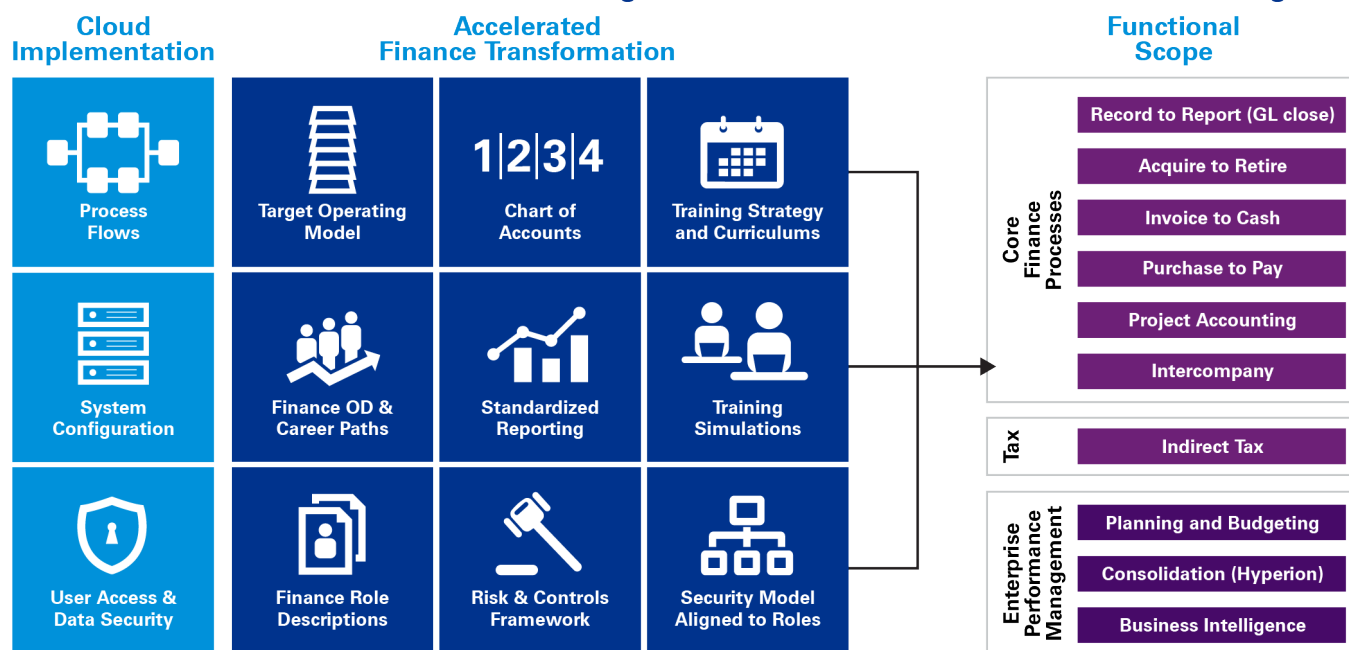 Cloud
Implementation
Accelerated
Finance Transformation
Functional
Scope
Process
Flows
Target Operating
Model
1|2|3|4
Chart of
Accounts
Training Strategy
and Curriculums
System
Configuration
Finance OD &
Career Paths
Standardized
Reporting
Training
Simulations
User Access &
Data Security
Finance Role
Descriptions
Risk & Controls
Framework
Security Model
Aligned to Roles
Core
Finance
Processes
Record to Report (GL close)
Acquire to Retire
Invoice to Cash
Purchase to Pay
Project Accounting
Intercompany
Tax
Indirect Tax
Enterprise
Performance
Management
Planning and Budgeting
Consolidation (Hyperion)
Business Intelligence